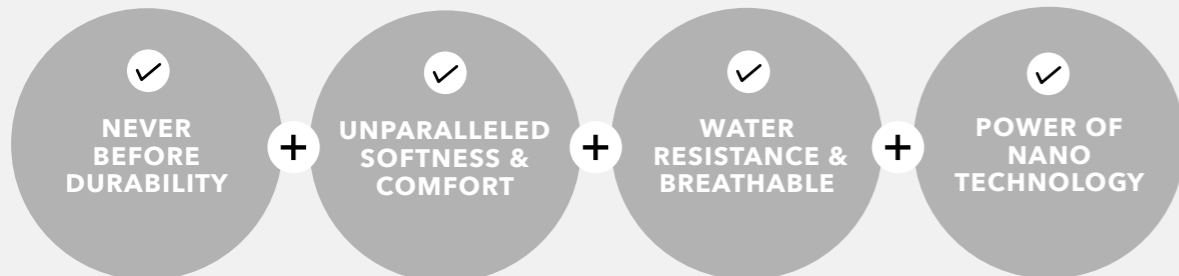 NEVER
BEFORE
DURABILITY
+
UNPARALLELED
SOFTNESS &
COMFORT
+
WATER
RESISTANCE &
BREATHABLE
+
POWER OF
NANO
TECHNOLOGY